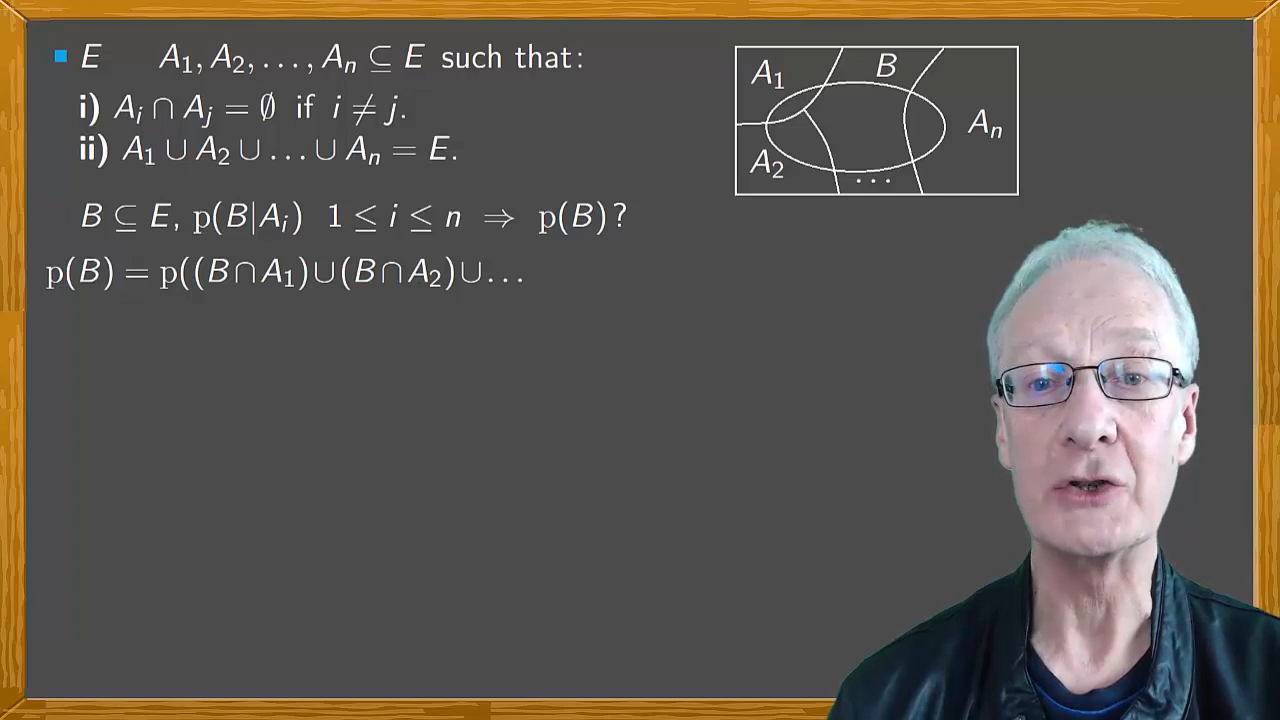 E A₁, A₂, …, Aₙ ⊆ E such that:
i) Aᵢ ∩ Aⱼ = ∅ if i ≠ j.
ii) A₁ ∪ A₂ ∪ … ∪ Aₙ = E.
B ⊆ E, p(B|Aᵢ) 1 ≤ i ≤ n ⇒ p(B)?
p(B) = p((B∩A₁)∪(B∩A₂)∪…
A₁
B
Aₙ
A₂
…